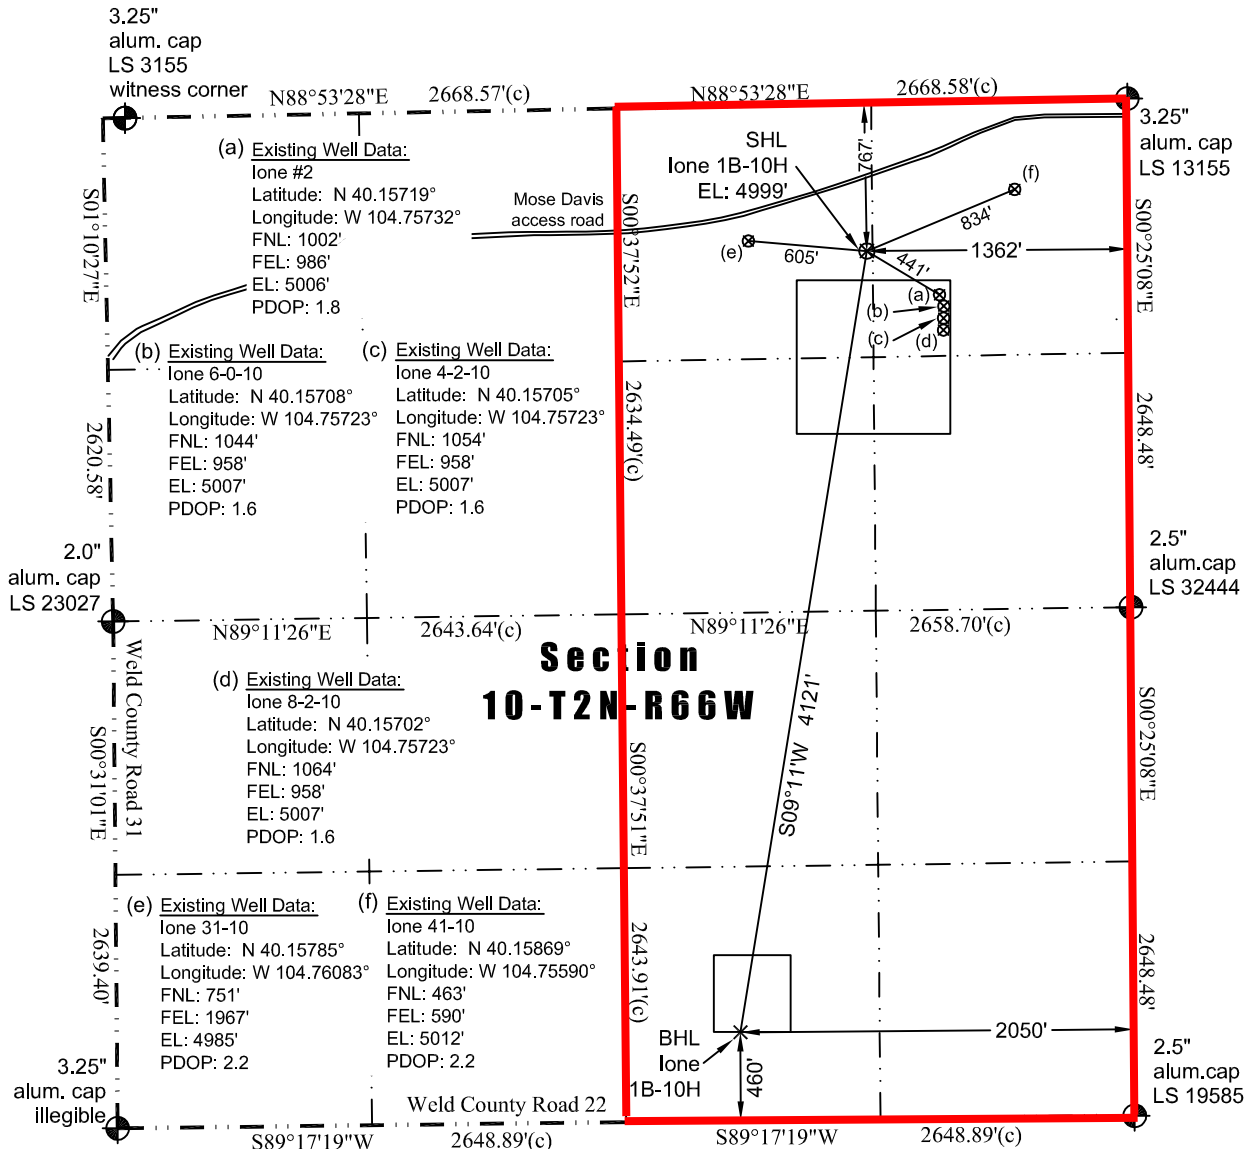 3.25"
alum. cap
LS 3155
witness corner
N88°53'28"E
2668.57'(c)
N88°53'28"E
2668.58'(c)
3.25"
alum. cap
LS 13155
(a) Existing Well Data:
Ione #2
Latitude: N 40.15719°
Longitude: W 104.75732°
FNL: 1002'
FEL: 986'
EL: 5006'
PDOP: 1.8
SHL
Ione 1B-10H
EL: 4999'
767'
(f)
834'
Mose Davis
access road
(e)
605'
441'
1362'
(a)
(b)
(c)
(d)
S01°10'27"E
S00°37'52"E
S00°25'08"E
(b) Existing Well Data:
Ione 6-0-10
Latitude: N 40.15708°
Longitude: W 104.75723°
FNL: 1044'
FEL: 958'
EL: 5007'
PDOP: 1.6
(c) Existing Well Data:
Ione 4-2-10
Latitude: N 40.15705°
Longitude: W 104.75723°
FNL: 1054'
FEL: 958'
EL: 5007'
PDOP: 1.6
2620.58'
2634.49'(c)
2648.48'
2.0"
alum. cap
LS 23027
2.5"
alum.cap
LS 32444
N89°11'26"E
2643.64'(c)
N89°11'26"E
2658.70'(c)
Section
10-T2N-R66W
Weld County Road 31
S00°31'01"E
(d) Existing Well Data:
Ione 8-2-10
Latitude: N 40.15702°
Longitude: W 104.75723°
FNL: 1064'
FEL: 958'
EL: 5007'
PDOP: 1.6
S00°37'51"E
S09°11'W 4121'
S00°25'08"E
(e) Existing Well Data:
Ione 31-10
Latitude: N 40.15785°
Longitude: W 104.76083°
FNL: 751'
FEL: 1967'
EL: 4985'
PDOP: 2.2
(f) Existing Well Data:
Ione 41-10
Latitude: N 40.15869°
Longitude: W 104.75590°
FNL: 463'
FEL: 590'
EL: 5012'
PDOP: 2.2
2639.40'
2643.91'(c)
2648.48'
BHL
Ione
1B-10H
2050'
460'
3.25"
alum. cap
illegible
2.5"
alum.cap
LS 19585
Weld County Road 22
S89°17'19"W
2648.89'(c)
S89°17'19"W
2648.89'(c)